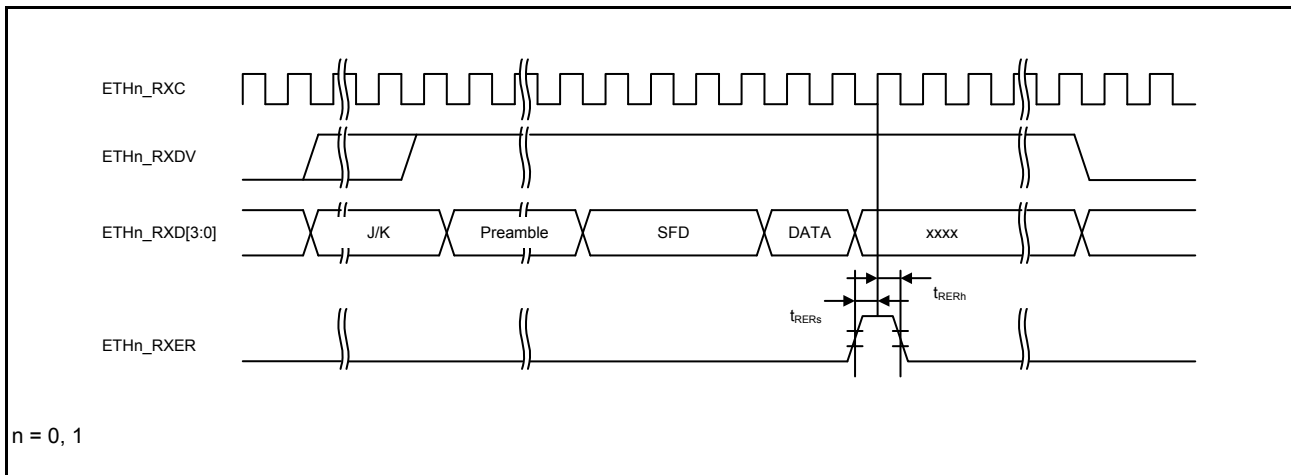 ETHn_RXC
ETHn_RXDV
ETHn_RXD[3:0]
J/K
Preamble
SFD
DATA
xxxx
tRERs
tRERh
ETHn_RXER
n = 0, 1